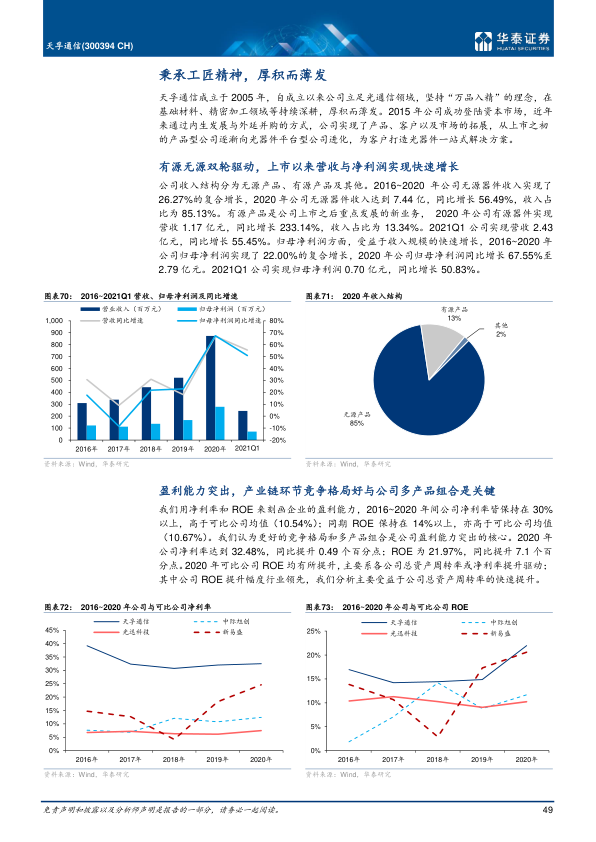 天孚通信(300394 CH)
华泰证券
HUATAI SECURITIES
秉承工匠精神，厚积而薄发
天孚通信成立于 2005 年，自成立以来公司立足光通信领域，坚持“万品入精”的理念，在
基础材料、精密加工领域等持续深耕，厚积而薄发。2015 年公司成功登陆资本市场，近年
来通过内生发展与外延并购的方式，公司实现了产品、客户以及市场的拓展，从上市之初
的产品型公司逐渐向光器件平台型公司进化，为客户打造光器件一站式解决方案。
有源无源双轮驱动，上市以来营收与净利润实现快速增长
公司收入结构分为无源产品、有源产品及其他。2016~2020 年公司无源器件收入实现了
26.27%的复合增长，2020 年公司无源器件收入达到 7.44 亿，同比增长 56.49%，收入占
比为 85.13%。有源产品是公司上市之后重点发展的新业务， 2020 年公司有源器件实现
营收 1.17 亿元，同比增长 233.14%，收入占比为 13.34%。2021Q1 公司实现营收 2.43
亿元，同比增长 55.45%。归母净利润方面，受益于收入规模的快速增长，2016~2020 年
公司归母净利润实现了 22.00%的复合增长，2020 年公司归母净利润同比增长 67.55%至
2.79 亿元。2021Q1 公司实现归母净利润 0.70 亿元，同比增长 50.83%。
图表70： 2016~2021Q1 营收、归母净利润及同比增速
营业收入（百万元）
归母净利润（百万元）
营收同比增速
归母净利润同比增速
1,000
900
800
700
600
500
400
300
200
100
0
80%
70%
60%
50%
40%
30%
20%
10%
0%
-10%
-20%
2016年 2017年 2018年 2019年 2020年 2021Q1
资料来源：Wind，华泰研究
图表71： 2020 年收入结构
有源产品
13%
其他
2%
无源产品
85%
资料来源：Wind，华泰研究
盈利能力突出，产业链环节竞争格局好与公司多产品组合是关键
我们用净利率和 ROE 来刻画企业的盈利能力，2016~2020 年间公司净利率皆保持在 30%
以上，高于可比公司均值（10.54%）；同期 ROE 保持在 14%以上，亦高于可比公司均值
（10.67%）。我们认为更好的竞争格局和多产品组合是公司盈利能力突出的核心。2020 年
公司净利率达到 32.48%，同比提升 0.49 个百分点；ROE 为 21.97%，同比提升 7.1 个百
分点。2020 年可比公司 ROE 均有所提升，主要系各公司总资产周转率或净利率提升驱动；
其中公司 ROE 提升幅度行业领先，我们分析主要受益于公司总资产周转率的快速提升。
图表72： 2016~2020 年公司与可比公司净利率
天孚通信
中际旭创
光迅科技
新易盛
45%
40%
35%
30%
25%
20%
15%
10%
5%
0%
2016年 2017年 2018年 2019年 2020年
资料来源：Wind，华泰研究
图表73： 2016~2020 年公司与可比公司 ROE
天孚通信
中际旭创
光迅科技
新易盛
25%
20%
15%
10%
5%
0%
2016年 2017年 2018年 2019年 2020年
资料来源：Wind，华泰研究
免责声明和披露以及分析师声明是报告的一部分，请务必一起阅读。
49